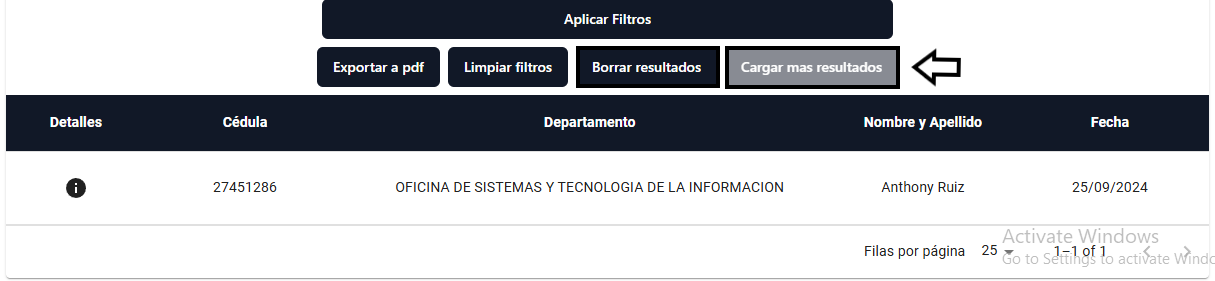 Aplicar Filtros
Exportar a pdf Limpiar filtros Borrar resultados Cargar mas resultados
Detalles Cédula Departamento Nombre y Apellido Fecha
27451286 OFICINA DE SISTEMAS Y TECNOLOGIA DE LA INFORMACION Anthony Ruiz 25/09/2024
Activate Windows
Filas por página 25 1–1 of 1
Go to Settings to activate Windo